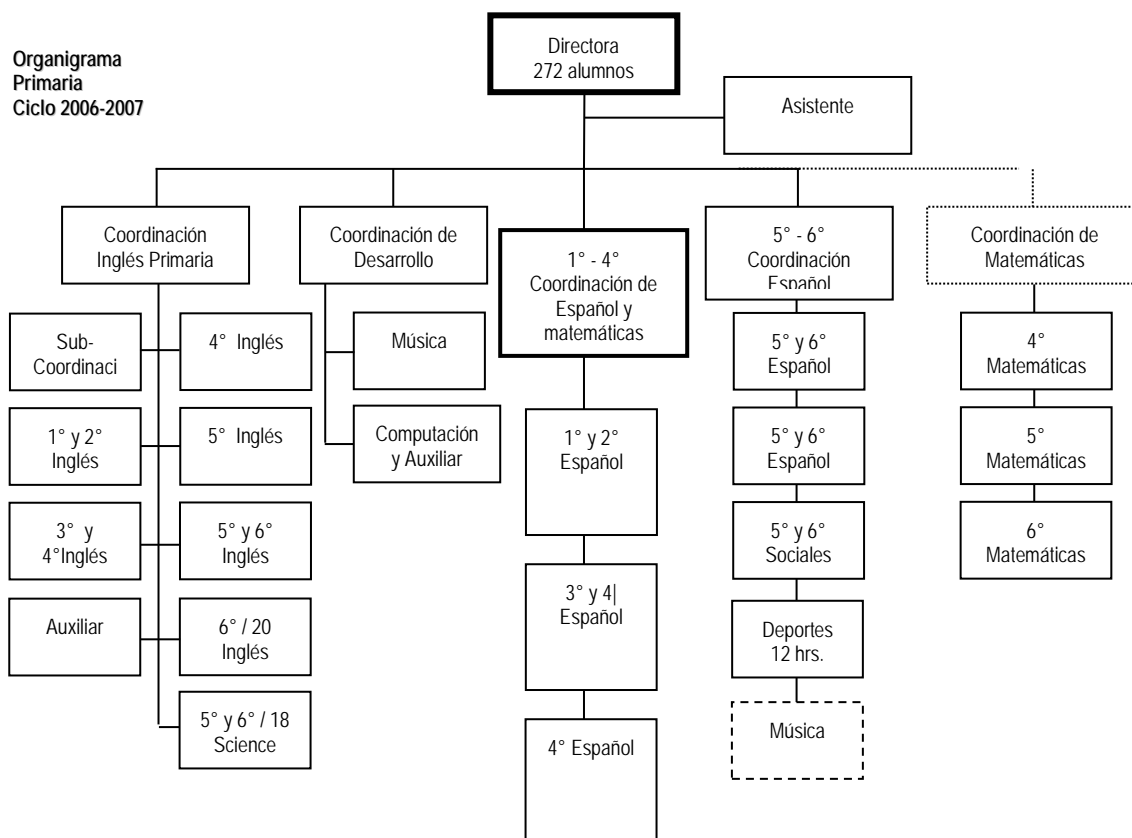 Organigrama
Primaria
Ciclo 2006-2007
Directora
272 alumnos
Asistente
Coordinación
Inglés Primaria
Sub-
Coordinaci
4° Inglés
1° y 2°
Inglés
5° Inglés
3° y
4°Inglés
5° y 6°
Inglés
Auxiliar
6° / 20
Inglés
5° y 6° / 18
Science
Coordinación de
Desarrollo
Música
Computación
y Auxiliar
1° - 4°
Coordinación de
Español y
matemáticas
1° y 2°
Español
3° y 4|
Español
4° Español
5° - 6°
Coordinación
Español
5° y 6°
Español
5° y 6°
Español
5° y 6°
Sociales
Deportes
12 hrs.
Música
Coordinación de
Matemáticas
4°
Matemáticas
5°
Matemáticas
6°
Matemáticas